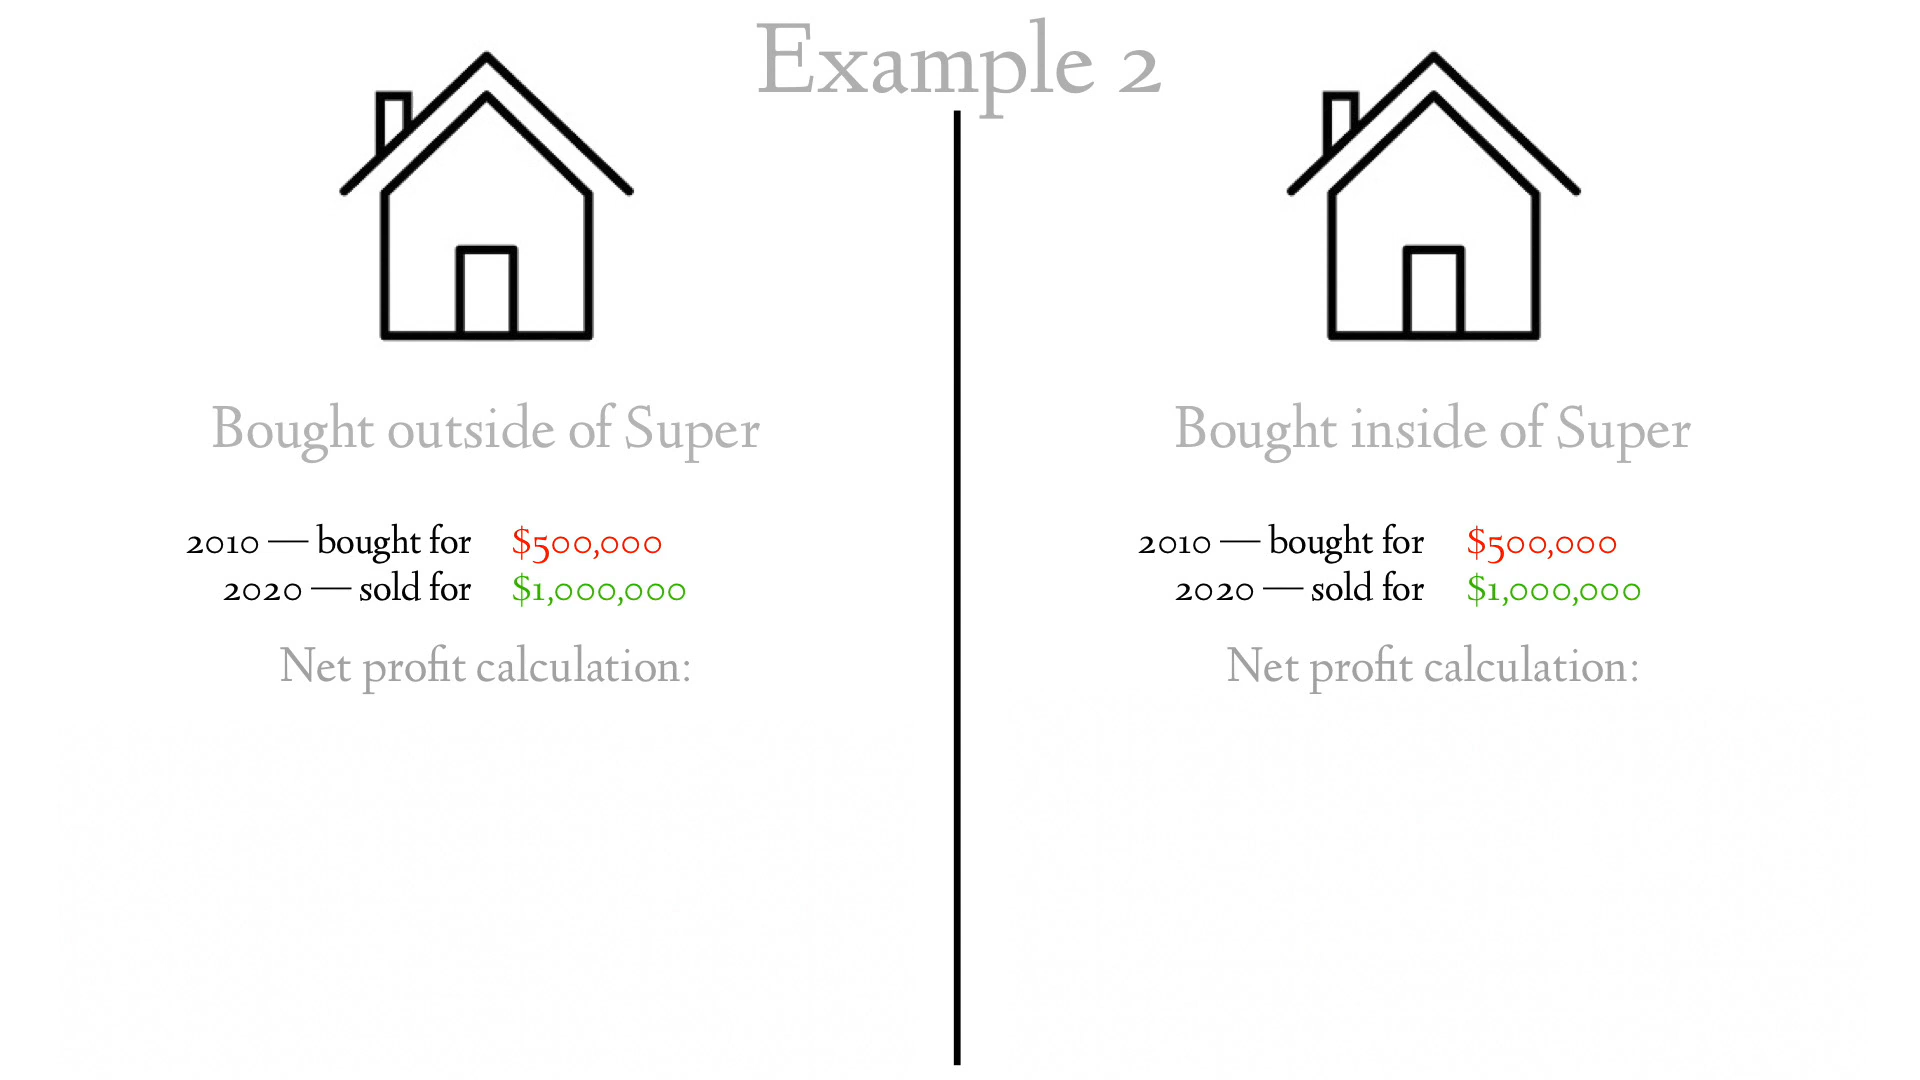 Example 2
Bought outside of Super
2010 — bought for $500,000
2020 — sold for $1,000,000
Net profit calculation:
Bought inside of Super
2010 — bought for $500,000
2020 — sold for $1,000,000
Net profit calculation: